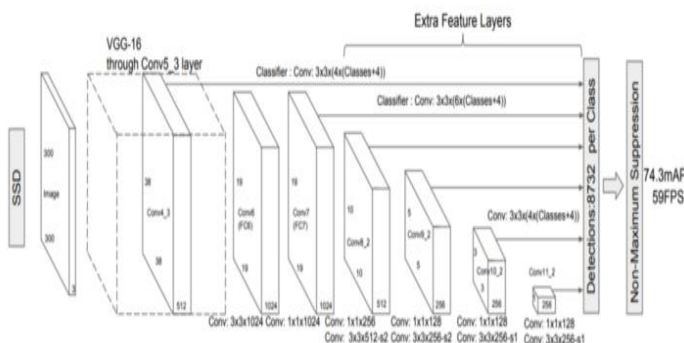 Extra Feature Layers
VGG-16
through Conv5_3 layer
Classifier : Conv: 3x3x(4x(Classes+4))
Classifier : Conv: 3x3x(6x(Classes+4))
SSD
300
Image
300
3
38
Conv4_3
38
512
19
Conv6
(FC6)
19
1024
19
Conv7
(FC7)
19
1024
10
Conv8_2
10
512
5
Conv9_2
5
256
Conv: 3x3x(4x(Classes+4))
3
Conv10_2
3
256
Conv11_2
256
Detections:8732 per Class
Non-Maximum Suppression
74.3mAP
59FPS
Conv: 3x3x1024
Conv: 1x1x1024
Conv: 1x1x256
Conv: 3x3x512-s2
Conv: 1x1x128
Conv: 3x3x256-s2
Conv: 1x1x128
Conv: 3x3x256-s1
Conv: 1x1x128
Conv: 3x3x256-s1